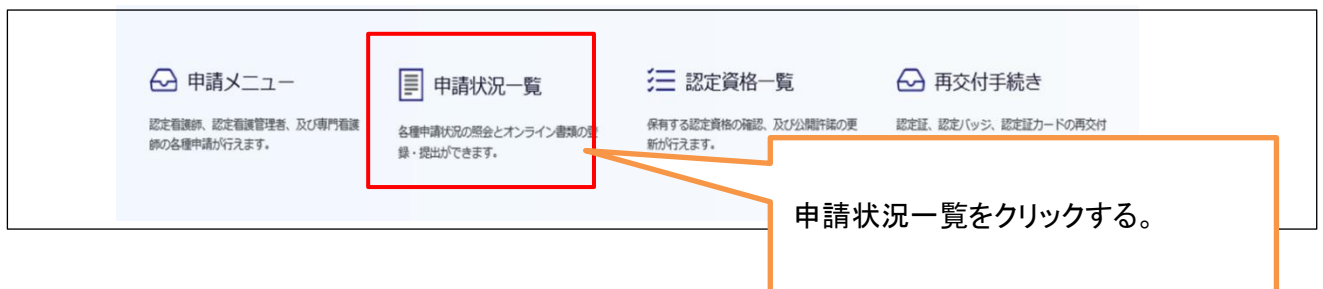 申請メニュー
認定看護師、認定看護管理者、及び専門看護
師の各種申請が行えます。
申請状況一覧
各種申請状況の照会とオンライン書類の登
録・提出ができます。
認定資格一覧
保有する認定資格の確認、及び公開許諾の更
新が行えます。
再交付手続き
認定証、認定バッジ、認定証カードの再交付
申請状況一覧をクリックする。